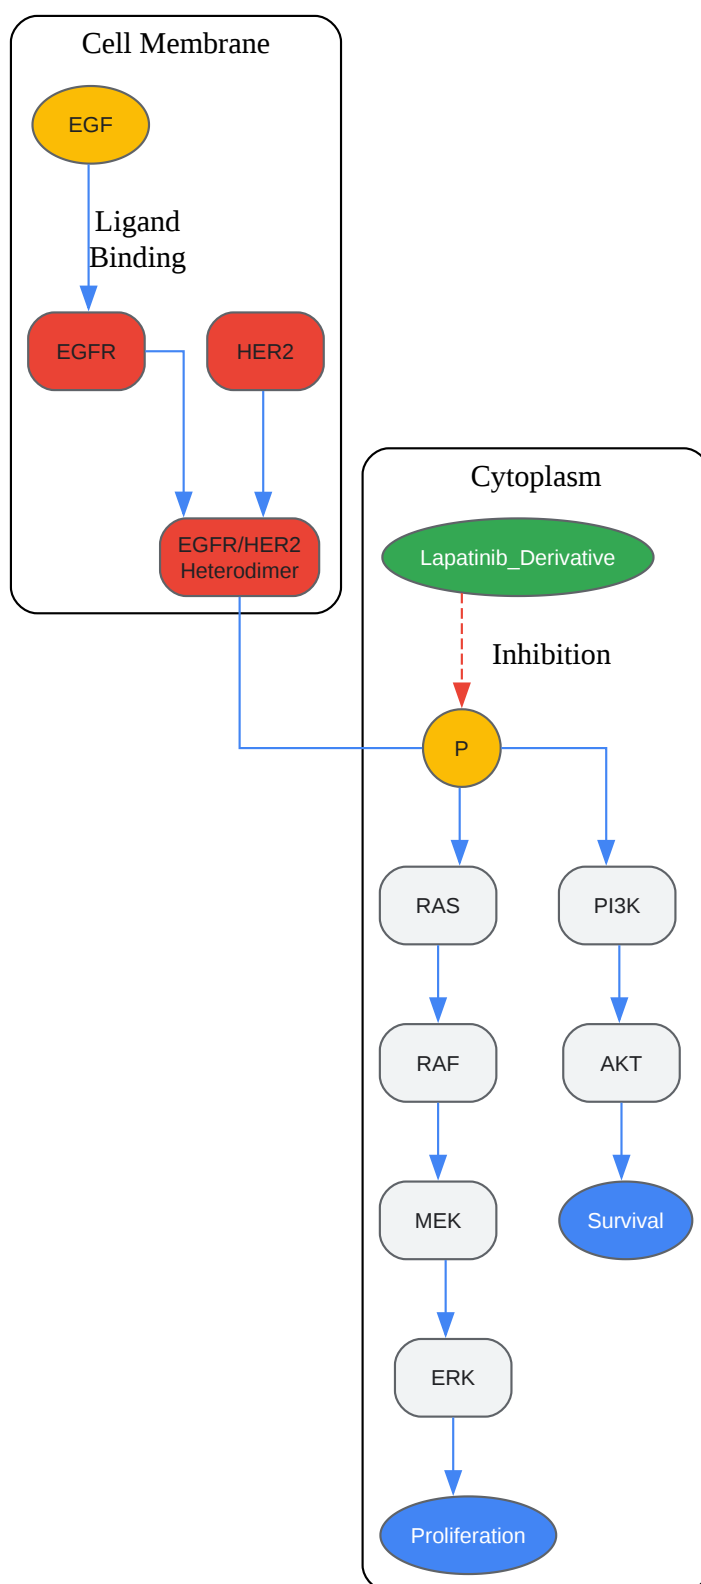 Cell Membrane
EGF
Ligand
Binding
EGFR
HER2
EGFR/HER2
Heterodimer
Cytoplasm
Lapatinib_Derivative
Inhibition
P
RAS
PI3K
RAF
AKT
MEK
Survival
ERK
Proliferation